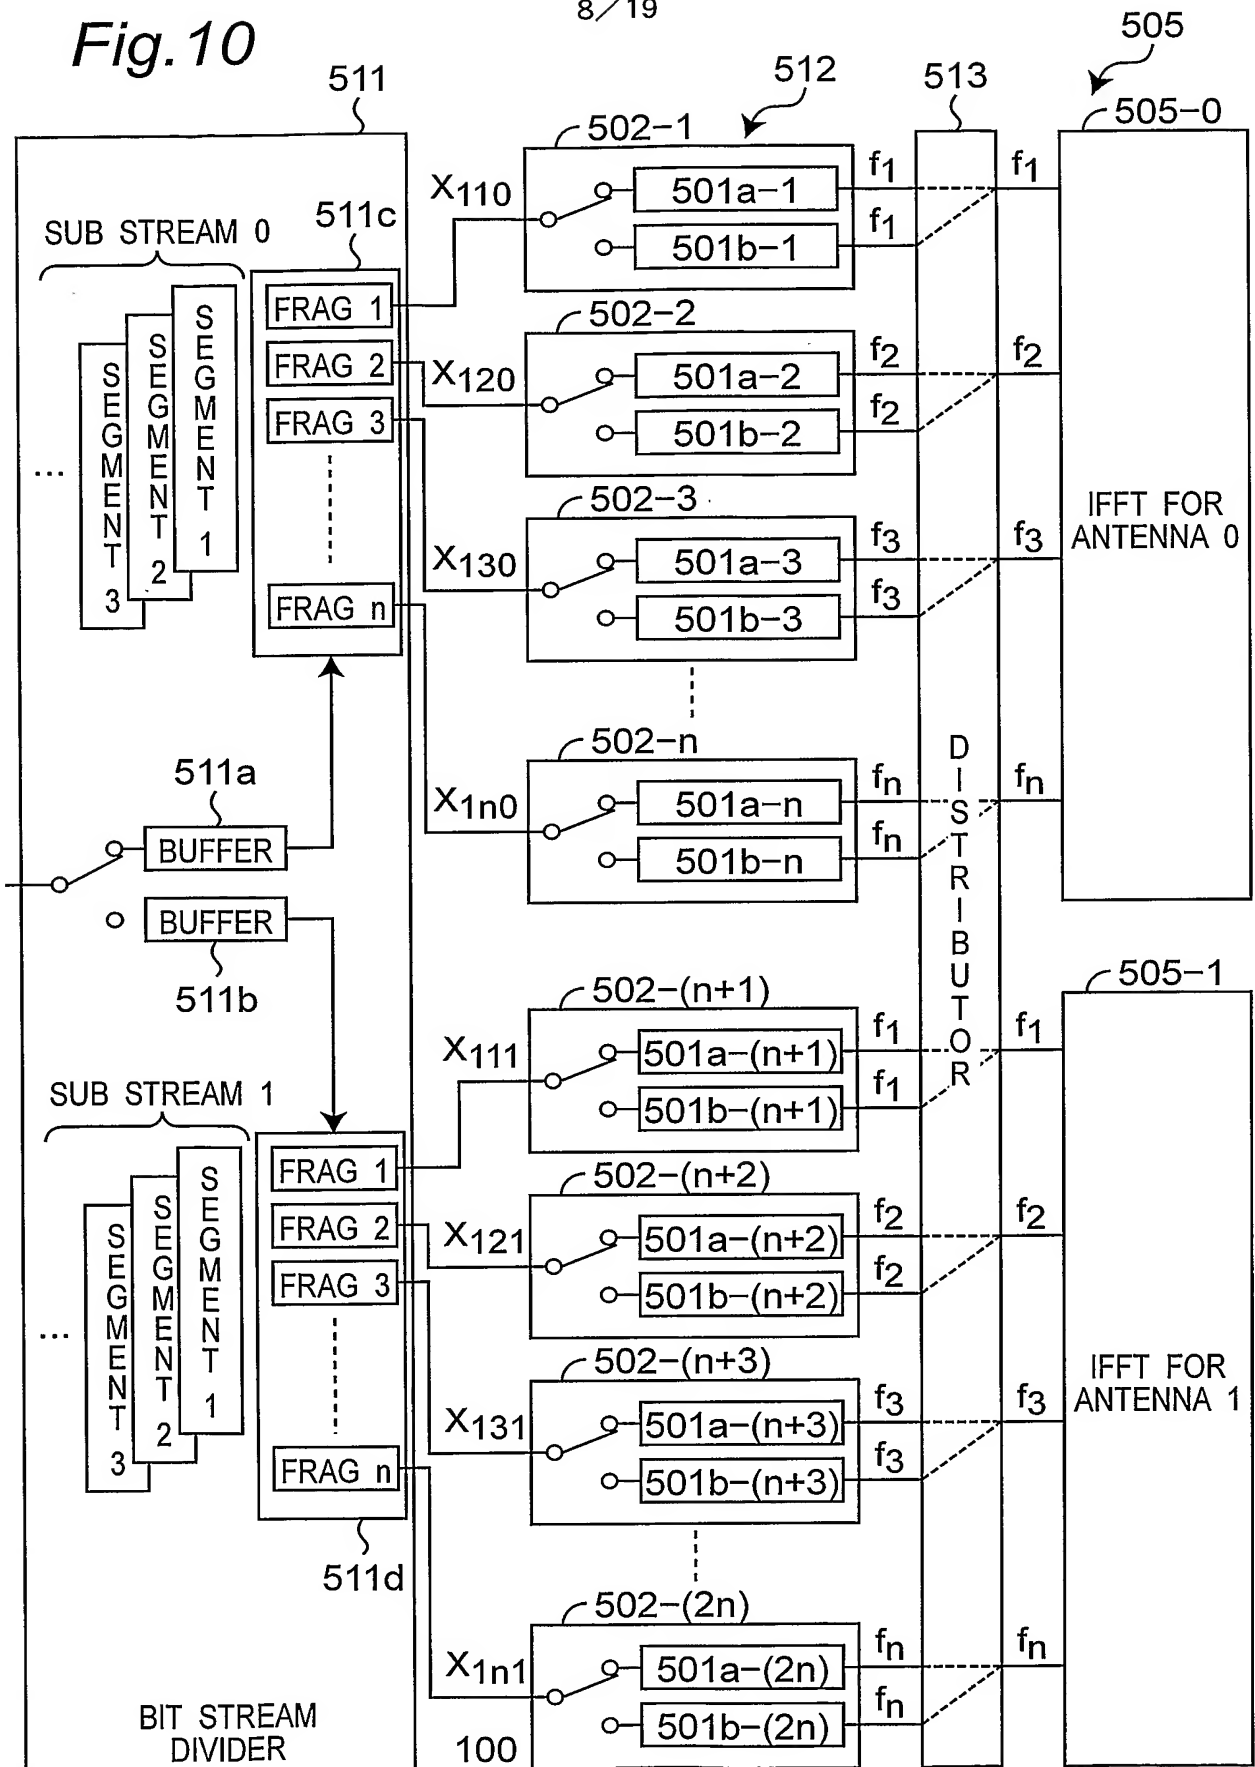 8/19
Fig.10
511
512
513
505
SUB STREAM 0
511c
SEGMENT 1
SEGMENT 2
SEGMENT 3
...
FRAG 1
FRAG 2
FRAG 3
FRAG n
X110
X120
X130
X1n0
502-1
501a-1
501b-1
f1
f1
f1
502-2
501a-2
501b-2
f2
f2
f2
502-3
501a-3
501b-3
f3
f3
f3
502-n
501a-n
501b-n
fn
fn
fn
DISTRIBUTOR
505-0
IFFT FOR
ANTENNA 0
511a
BUFFER
BUFFER
511b
SUB STREAM 1
SEGMENT 1
SEGMENT 2
SEGMENT 3
...
FRAG 1
FRAG 2
FRAG 3
FRAG n
511d
X111
X121
X131
X1n1
502-(n+1)
501a-(n+1)
501b-(n+1)
f1
f1
f1
502-(n+2)
501a-(n+2)
501b-(n+2)
f2
f2
f2
502-(n+3)
501a-(n+3)
501b-(n+3)
f3
f3
f3
502-(2n)
501a-(2n)
501b-(2n)
fn
fn
fn
505-1
IFFT FOR
ANTENNA 1
BIT STREAM
DIVIDER
100